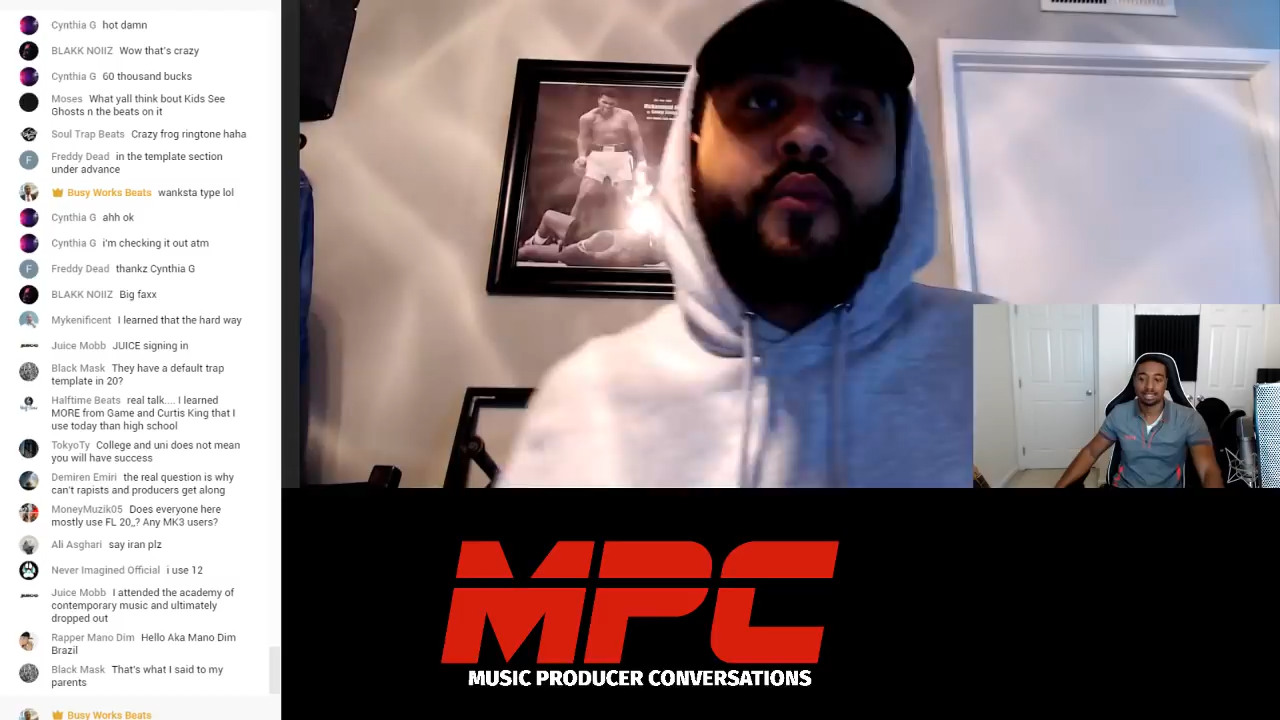 Cynthia G hot damn
BLAKK NOIIZ Wow that's crazy
Cynthia G 60 thousand bucks
Moses What yall think bout Kids See
Ghosts n the beats on it
Soul Trap Beats Crazy frog ringtone haha
F Freddy Dead in the template section
under advance
Busy Works Beats wanksta type lol
Cynthia G ahh ok
Cynthia G i'm checking it out atm
F Freddy Dead thankz Cynthia G
BLAKK NOIIZ Big faxx
Mykenificent I learned that the hard way
Juice Mobb JUICE signing in
Black Mask They have a default trap
template in 20?
Halftime Beats real talk.... I learned
MORE from Game and Curtis King that I
use today than high school
TokyoTy College and uni does not mean
you will have success
Demiren Emiri the real question is why
can't rapists and producers get along
MoneyMuzik05 Does everyone here
mostly use FL 20,,? Any MK3 users?
Ali Asghari say iran plz
Never Imagined Official i use 12
Juice Mobb I attended the academy of
contemporary music and ultimately
dropped out
Rapper Mano Dim Hello Aka Mano Dim
Brazil
Black Mask That's what I said to my
parents
Busy Works Beats
MPC
MUSIC PRODUCER CONVERSATIONS